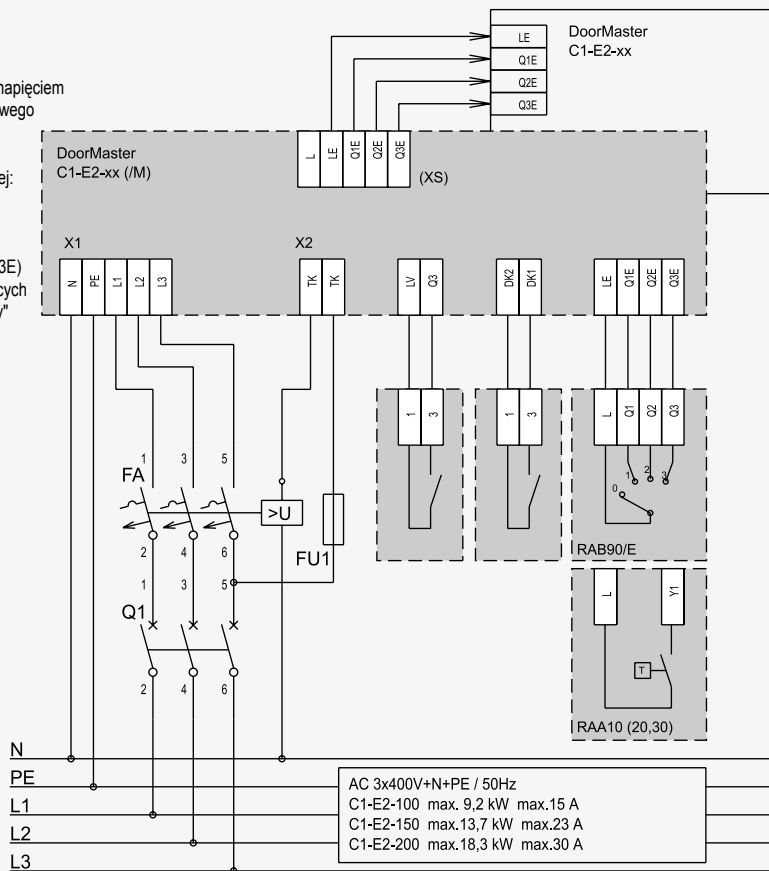 LE
Q1E
Q2E
Q3E
DoorMaster
C1-E2-xx
napięciem
wego
ej:
3E)
cych
y"
DoorMaster
C1-E2-xx (/M)
L
LE
Q1E
Q2E
Q3E
(XS)
X1
X2
N
PE
L1
L2
L3
TK
TK
LV
Q3
DK2
DK1
LE
Q1E
Q2E
Q3E
1
3
1
3
L
Q1
Q2
Q3
0
1
2
3
RAB90/E
1
3
5
FA
2
4
6
>U
FU1
1
3
5
Q1
2
4
6
L
Y1
T
RAA10 (20,30)
N
PE
L1
L2
L3
AC 3x400V+N+PE / 50Hz
C1-E2-100 max. 9,2 kW max.15 A
C1-E2-150 max.13,7 kW max.23 A
C1-E2-200 max.18,3 kW max.30 A